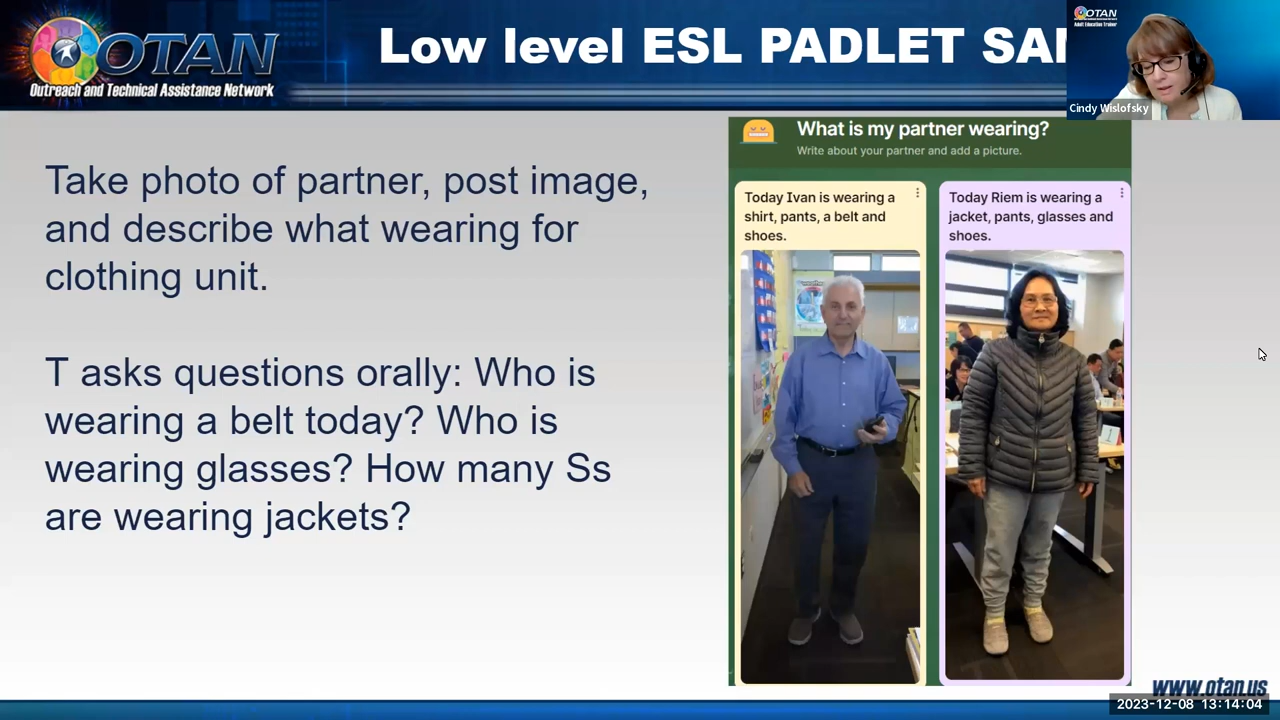 OTAN
Outreach and Technical Assistance Network
Low level ESL PADLET SA
OTAN
Cindy Wislofsky
Take photo of partner, post image,
and describe what wearing for
clothing unit.
T asks questions orally: Who is
wearing a belt today? Who is
wearing glasses? How many Ss
are wearing jackets?
What is my partner wearing?
Write about your partner and add a picture.
Today Ivan is wearing a
shirt, pants, a belt and
shoes.
Today Riem is wearing a
jacket, pants, glasses and
shoes.
www.otan.us
2023-12-08 13:14:04